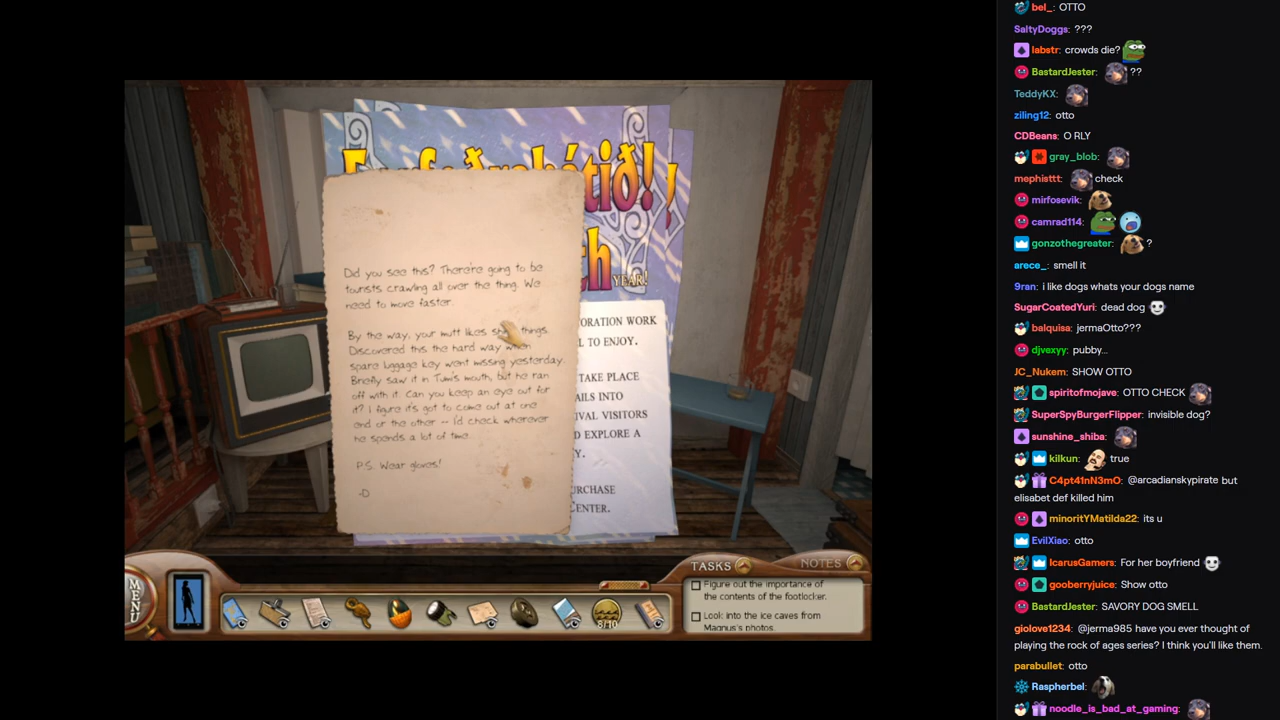 YEAR!
Did you see this? There're going to be
tourists crawling all over the thing. We
need to move faster.
By the way, your mutt likes things.
Discovered this the hard way when
spare luggage key went missing yesterday.
Briefly saw it in Tumi's mouth, but he ran
off with it. Can you keep an eye out for
it? I figure it's got to come out at one
end or the other -- I'd check wherever
he spends a lot of time.
P.S. Wear gloves!
-D
ORATION WORK
L TO ENJOY.
TAKE PLACE
AILS INTO
IVAL VISITORS
D EXPLORE A
Y.
URCHASE
CENTER.
MENU
8/10
TASKS
NOTES
Figure out the importance of
the contents of the footlocker.
Look into the ice caves from
Magnus's photos.
bel_: OTTO
SaltyDoggs: ???
labstr: crowds die?
BastardJester: ??
TeddyKX:
ziling12: otto
CDBeans: O RLY
gray_blob:
mephisttt: check
mirfosevik:
camrad114:
gonzothegreater: ?
arece_: smell it
9ran: i like dogs whats your dogs name
SugarCoatedYuri: dead dog
balquisa: jermaOtto???
djvexyy: pubby...
JC_Nukem: SHOW OTTO
spiritofmojave: OTTO CHECK
SuperSpyBurgerFlipper: invisible dog?
sunshine_shiba:
kilkun: true
C4pt41nN3mO: @arcadianskypirate but
elisabet def killed him
minoritYMatilda22: its u
EvilXiao: otto
IcarusGamers: For her boyfriend
gooberryjuice: Show otto
BastardJester: SAVORY DOG SMELL
giolove1234: @jerma985 have you ever thought of
playing the rock of ages series? I think you'll like them.
parabullet: otto
Raspherbel:
noodle_is_bad_at_gaming: